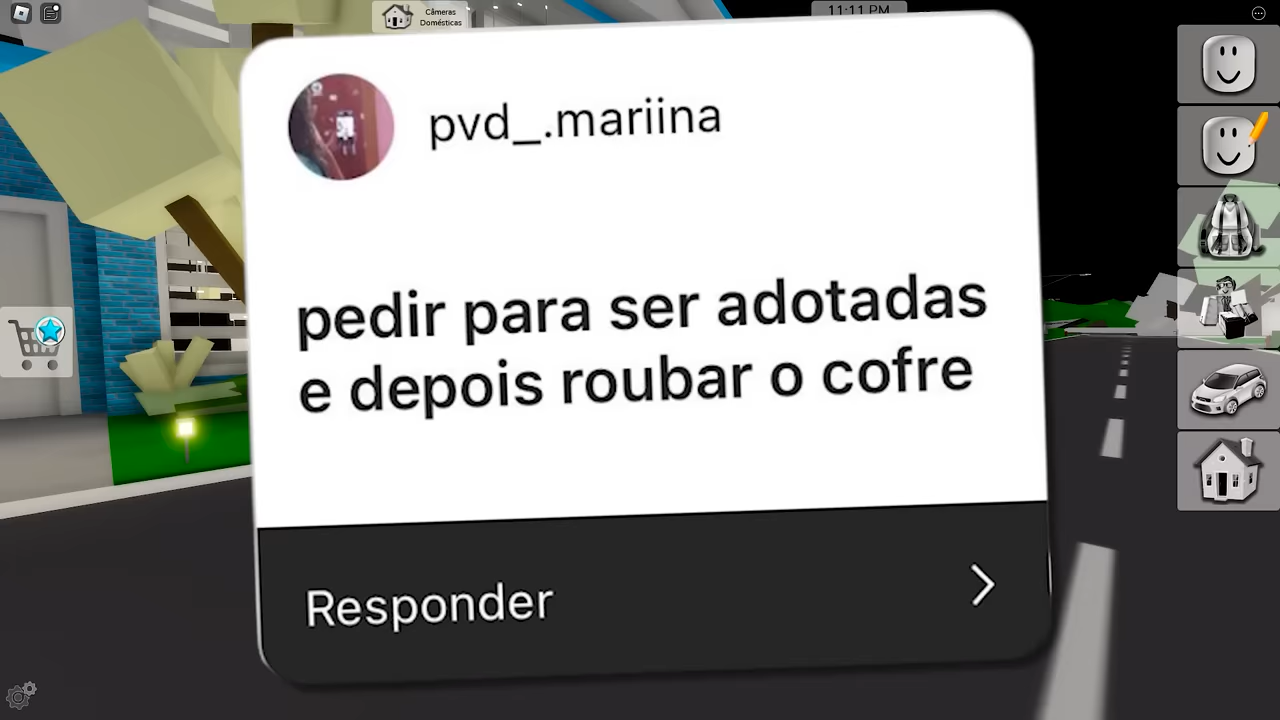 Câmeras
Domésticas
11:11 PM
pvd_.mariina
pedir para ser adotadas
e depois roubar o cofre
Responder